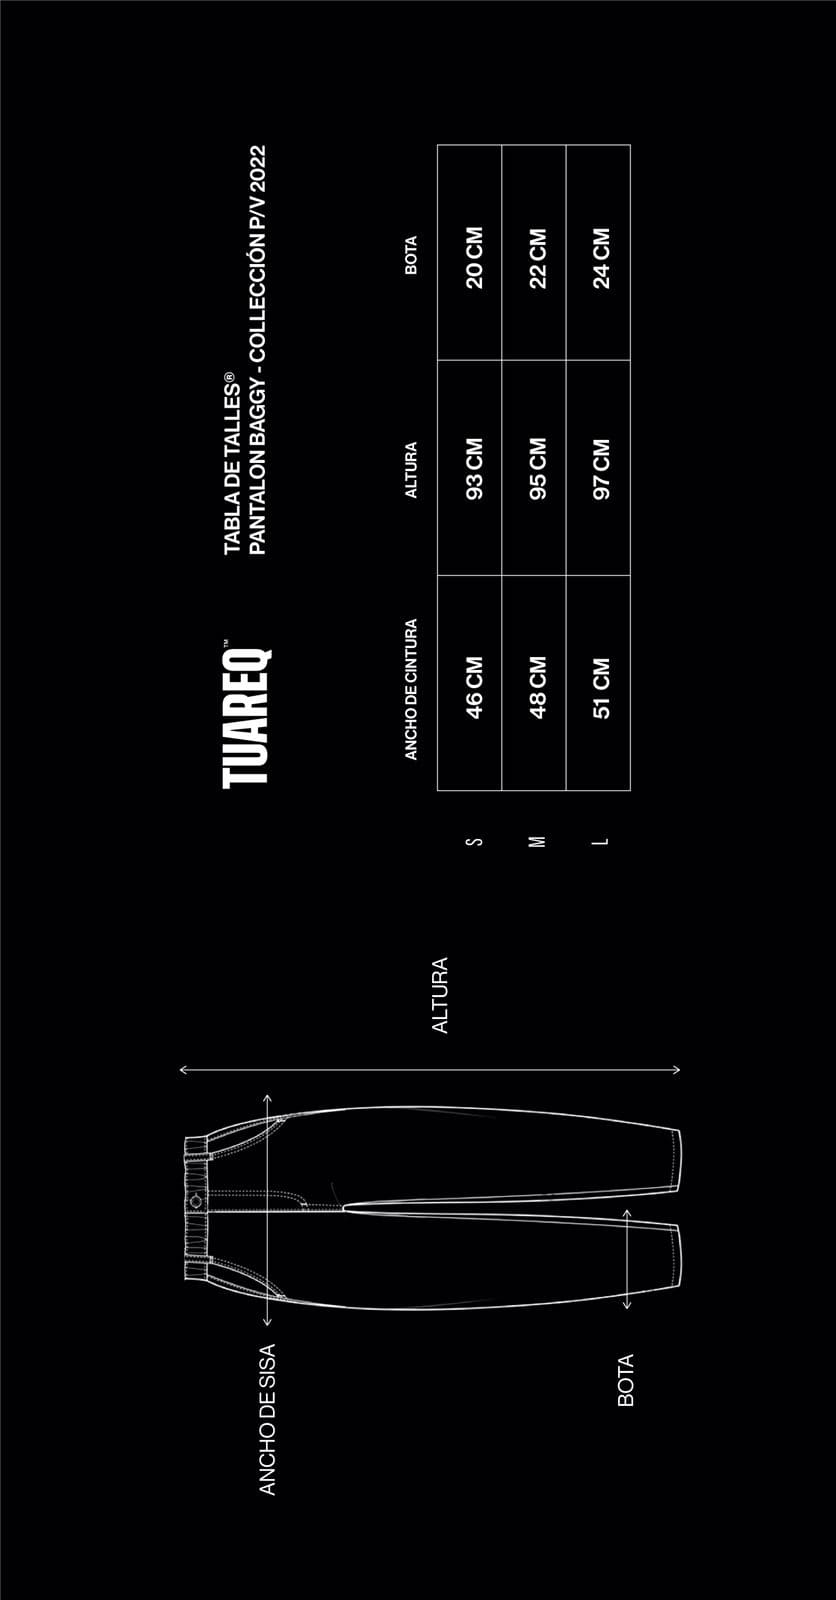 ANCHO DE SISA
ALTURA
BOTA
TUAREQ™
TABLA DE TALLES®
PANTALON BAGGY - COLLECCIÓN P/V 2022
ANCHO DE CINTURA ALTURA BOTA
S 46 CM 93 CM 20 CM
M 48 CM 95 CM 22 CM
L 51 CM 97 CM 24 CM